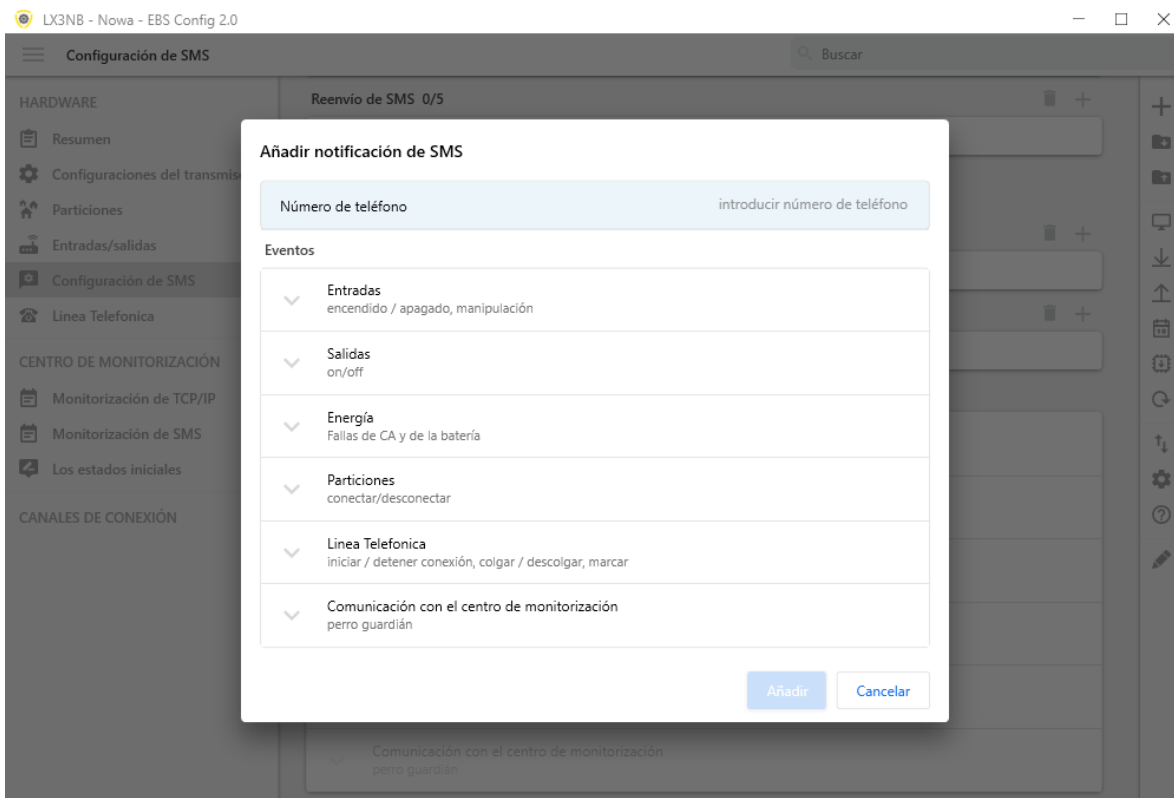 LX3NB - Nowa - EBS Config 2.0
Configuración de SMS
Buscar
HARDWARE
Resumen
Configuraciones del transmis
Particiones
Entradas/salidas
Configuración de SMS
Linea Telefonica
CENTRO DE MONITORIZACIÓN
Monitorización de TCP/IP
Monitorización de SMS
Los estados iniciales
CANALES DE CONEXIÓN
Reenvío de SMS 0/5
Añadir notificación de SMS
Número de teléfono introducir número de teléfono
Eventos
Entradas
encendido / apagado, manipulación
Salidas
on/off
Energía
Fallas de CA y de la batería
Particiones
conectar/desconectar
Linea Telefonica
iniciar / detener conexión, colgar / descolgar, marcar
Comunicación con el centro de monitorización
perro guardián
Añadir Cancelar
Comunicación con el centro de monitorización
perro guardián